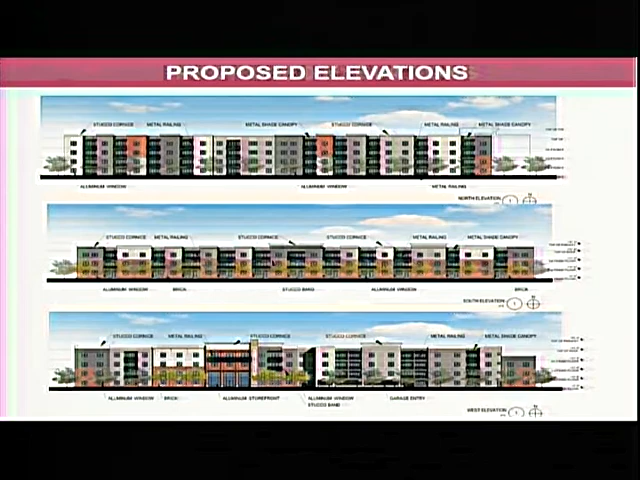 PROPOSED ELEVATIONS
STUCCO CORNICE METAL RAILING METAL SHADE CANOPY STUCCO CORNICE METAL RAILING METAL SHADE CANOPY
ALUMINUM WINDOW ALUMINUM WINDOW METAL RAILING
NORTH ELEVATION
STUCCO CORNICE METAL RAILING STUCCO CORNICE STUCCO CORNICE METAL RAILING METAL SHADE CANOPY
ALUMINUM WINDOW BRICK STUCCO BAND ALUMINUM WINDOW BRICK
SOUTH ELEVATION
STUCCO CORNICE METAL RAILING STUCCO CORNICE STUCCO CORNICE METAL RAILING METAL SHADE CANOPY
ALUMINUM WINDOW BRICK ALUMINUM STOREFRONT ALUMINUM WINDOW GARAGE ENTRY
STUCCO BAND
WEST ELEVATION